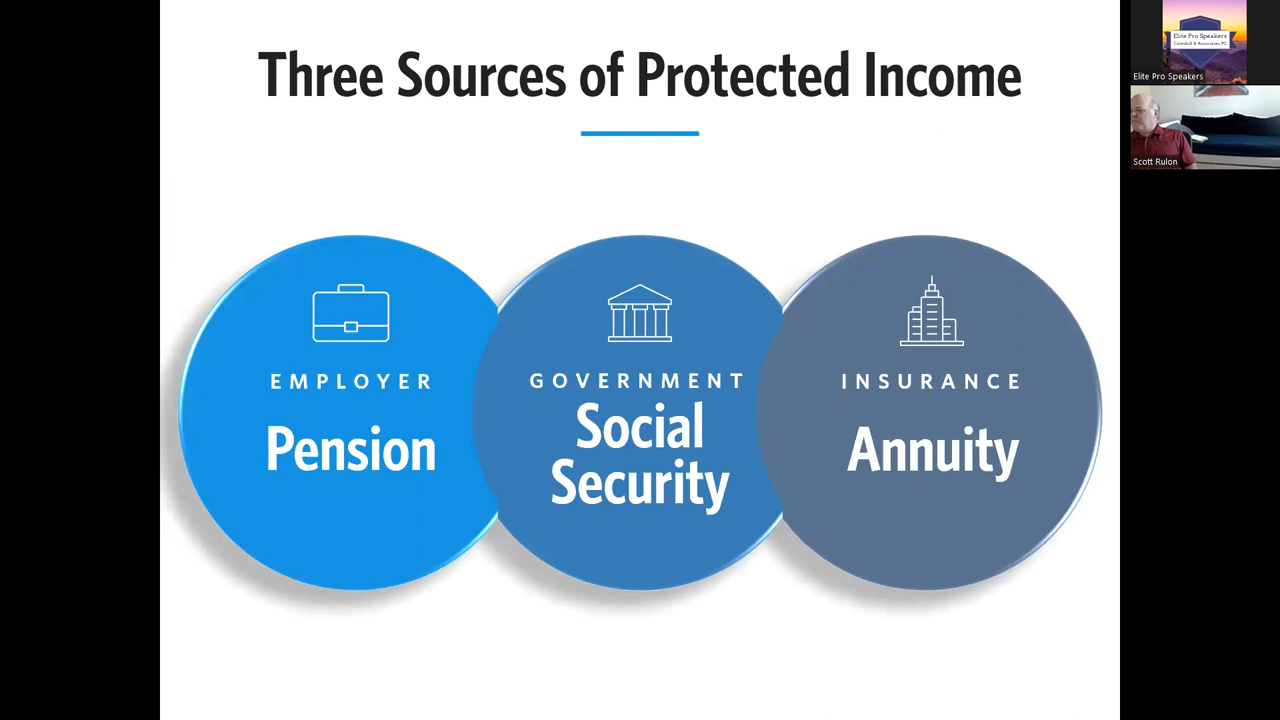 Three Sources of Protected Income
EMPLOYER
Pension
GOVERNMENT
Social
Security
INSURANCE
Annuity
Elite Pro Speakers
Elite Pro Speakers
Scott Rulon